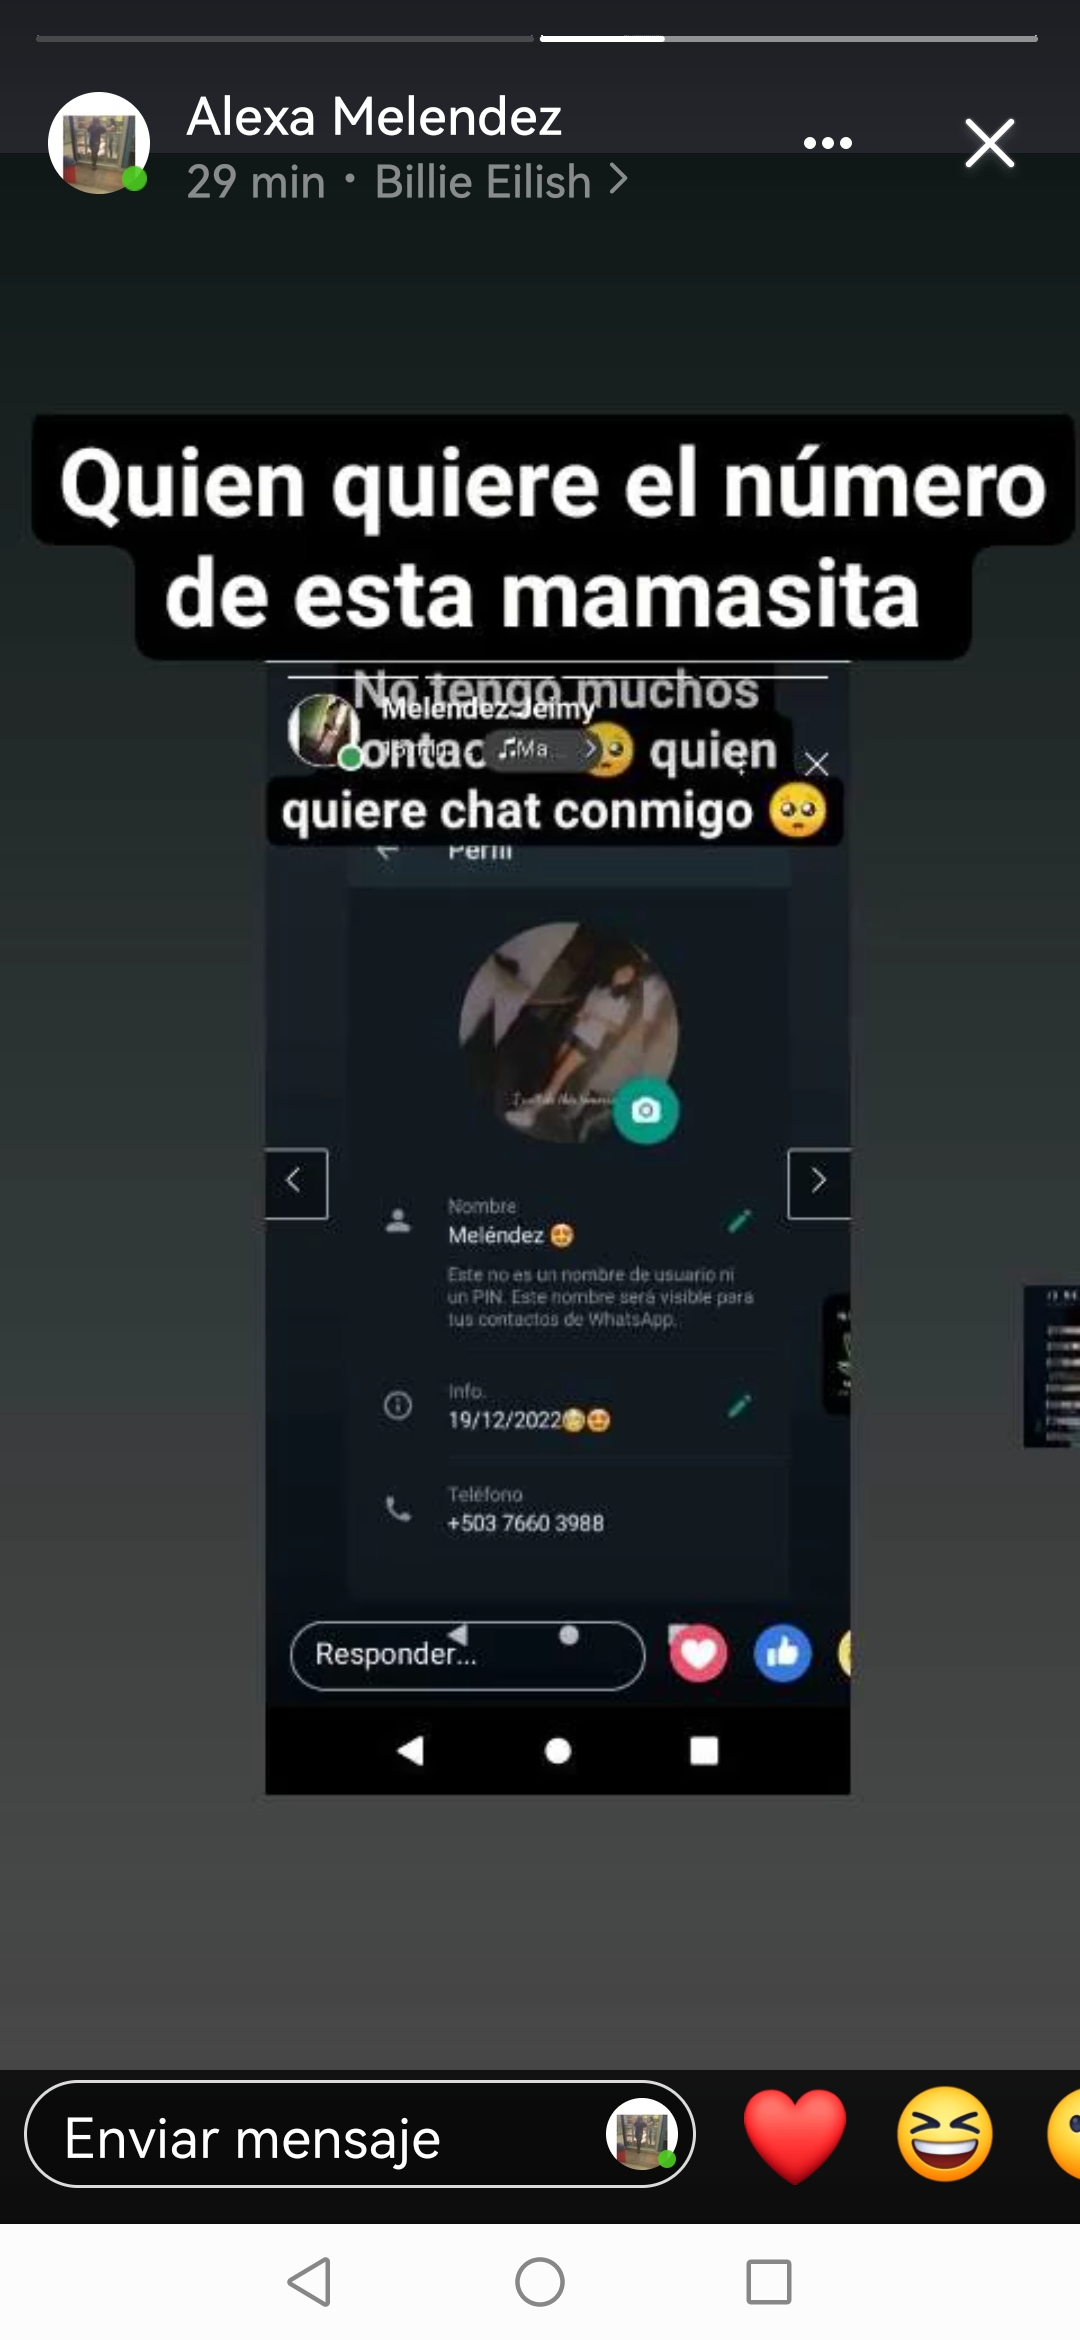 Alexa Melendez
29 min • Billie Eilish >
Quien quiere el número
de esta mamasita
No tengo muchos
Melendez Jeimy
♫Ma... >
🥺 quien
quiere chat conmigo 🥺
Perfil
Nombre
Meléndez 🤩
Este no es un nombre de usuario ni
un PIN. Este nombre será visible para
tus contactos de WhatsApp.
Info.
19/12/2022🥺🤩
Teléfono
+503 7660 3988
Responder...
Enviar mensaje